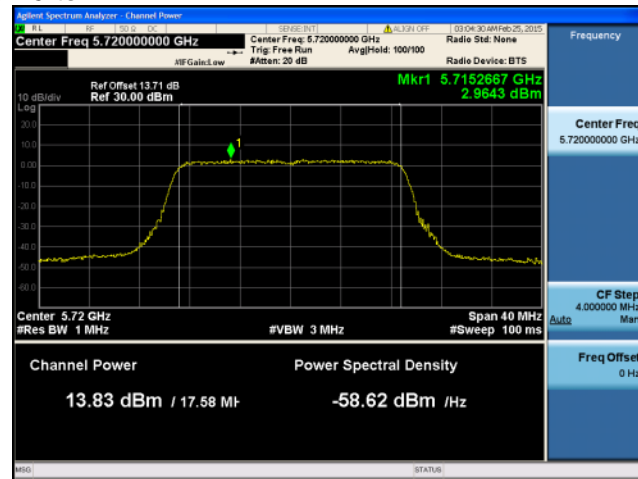 Agilent Spectrum Analyzer - Channel Power
RL RF 50 Ω DC SENSE:INT ALIGN OFF 03:04:30 AM Feb 25, 2015
Center Freq 5.720000000 GHz
Center Freq: 5.720000000 GHz Radio Std: None
Trig: Free Run Avg|Hold: 100/100
#IFGain:Low #Atten: 20 dB Radio Device: BTS
Ref Offset 13.71 dB Mkr1 5.7152667 GHz
10 dB/div Ref 30.00 dBm 2.9643 dBm
Log
20.0
1
10.0
0.00
-10.0
-20.0
-30.0
-40.0
-50.0
-60.0
Center 5.72 GHz Span 40 MHz
#Res BW 1 MHz #VBW 3 MHz #Sweep 100 ms
Channel Power Power Spectral Density
13.83 dBm / 17.58 MH -58.62 dBm /Hz
MSG STATUS
Frequency
Center Freq
5.720000000 GHz
CF Step
4.000000 MHz
Auto Man
Freq Offset
0 Hz